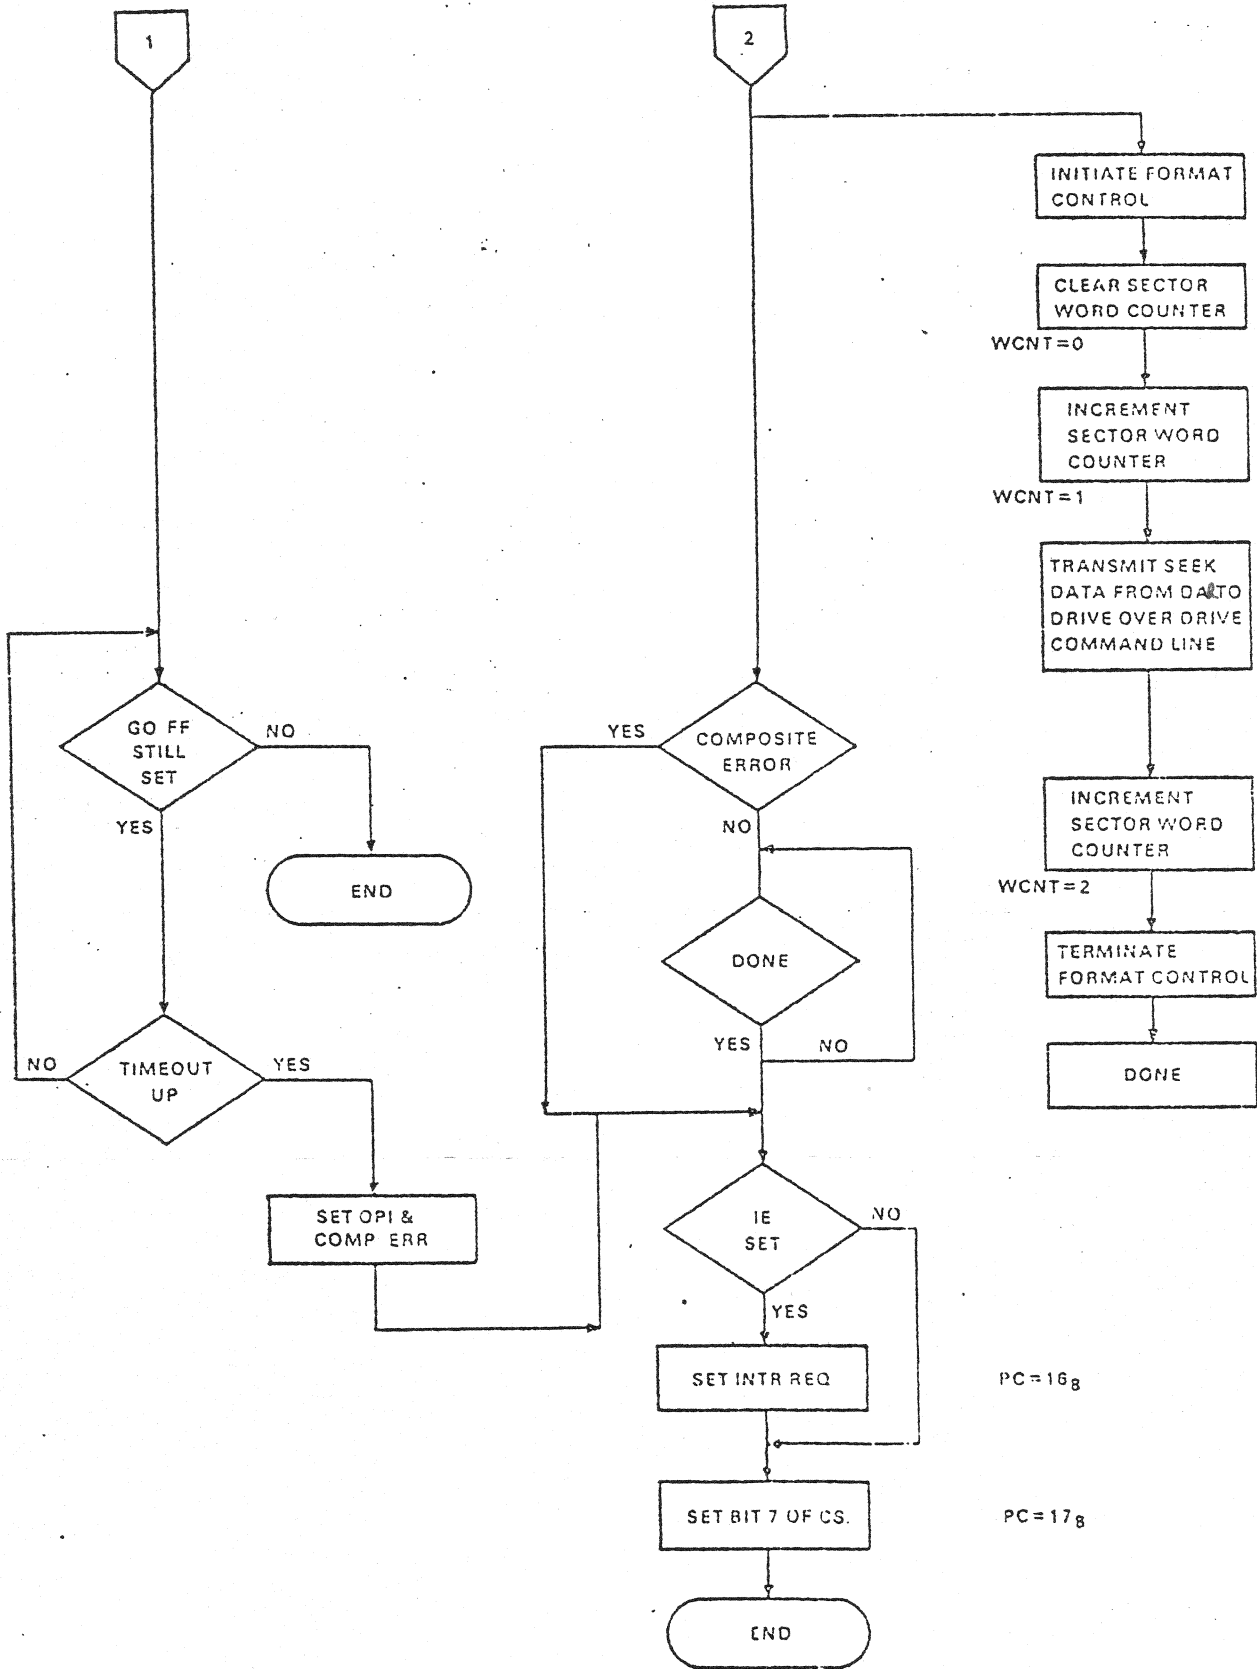 1
2
INITIATE FORMAT
CONTROL
CLEAR SECTOR
WORD COUNTER
WCNT=0
INCREMENT
SECTOR WORD
COUNTER
WCNT=1
TRANSMIT SEEK
DATA FROM DAR TO
DRIVE OVER DRIVE
COMMAND LINE
GO FF
STILL
SET
NO
YES
END
YES
COMPOSITE
ERROR
NO
INCREMENT
SECTOR WORD
COUNTER
WCNT=2
DONE
YES
NO
TERMINATE
FORMAT CONTROL
DONE
NO
TIMEOUT
UP
YES
SET OPI &
COMP ERR
IE
SET
NO
YES
SET INTR REQ
PC=16₈
SET BIT 7 OF CS.
PC=17₈
END